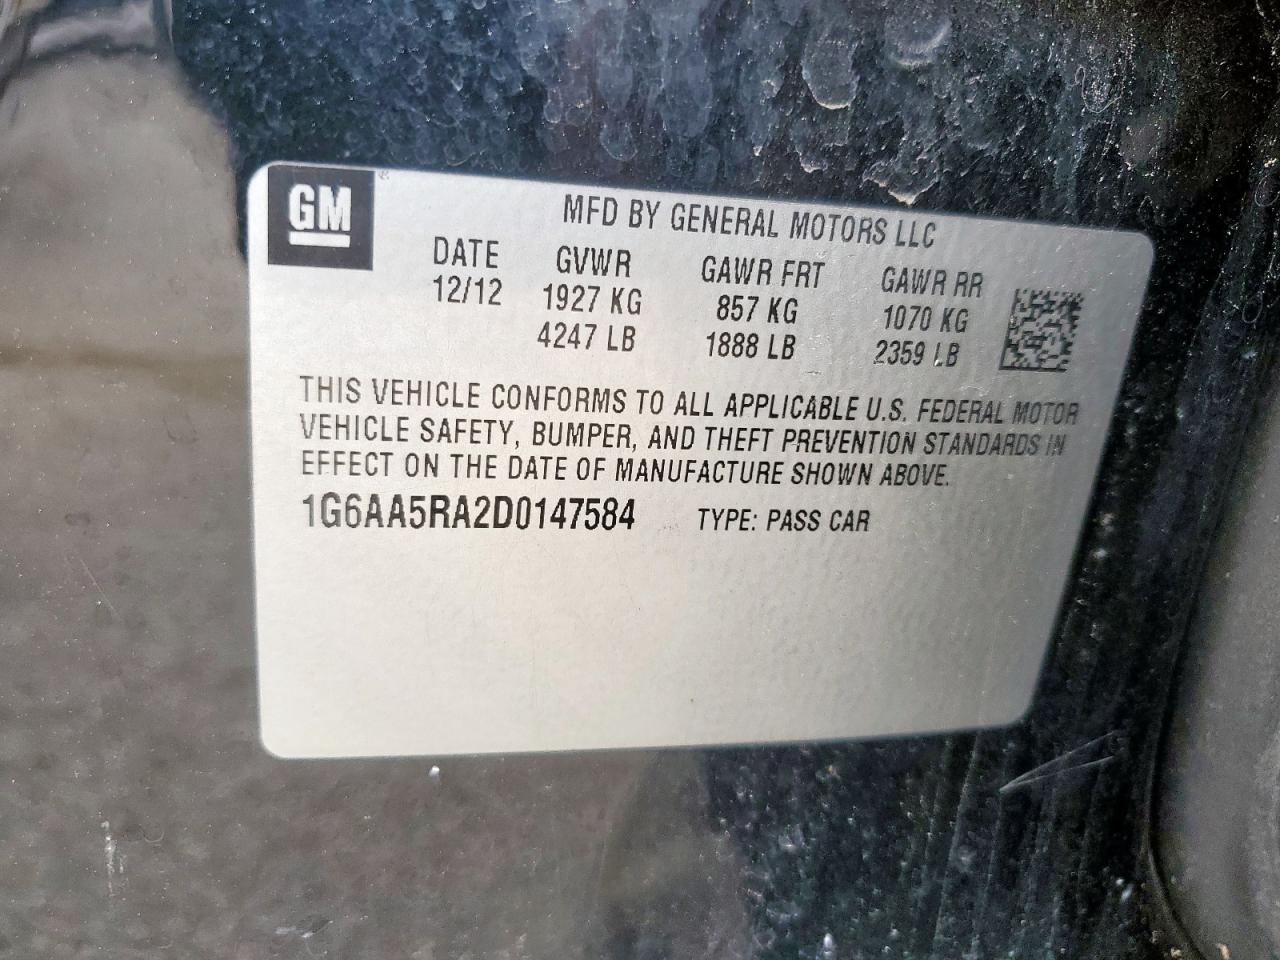 GM ®
MFD BY GENERAL MOTORS LLC
DATE GVWR GAWR FRT GAWR RR
12/12 1927 KG 857 KG 1070 KG
4247 LB 1888 LB 2359 LB
THIS VEHICLE CONFORMS TO ALL APPLICABLE U.S. FEDERAL MOTOR
VEHICLE SAFETY, BUMPER, AND THEFT PREVENTION STANDARDS IN
EFFECT ON THE DATE OF MANUFACTURE SHOWN ABOVE.
1G6AA5RA2D0147584 TYPE: PASS CAR